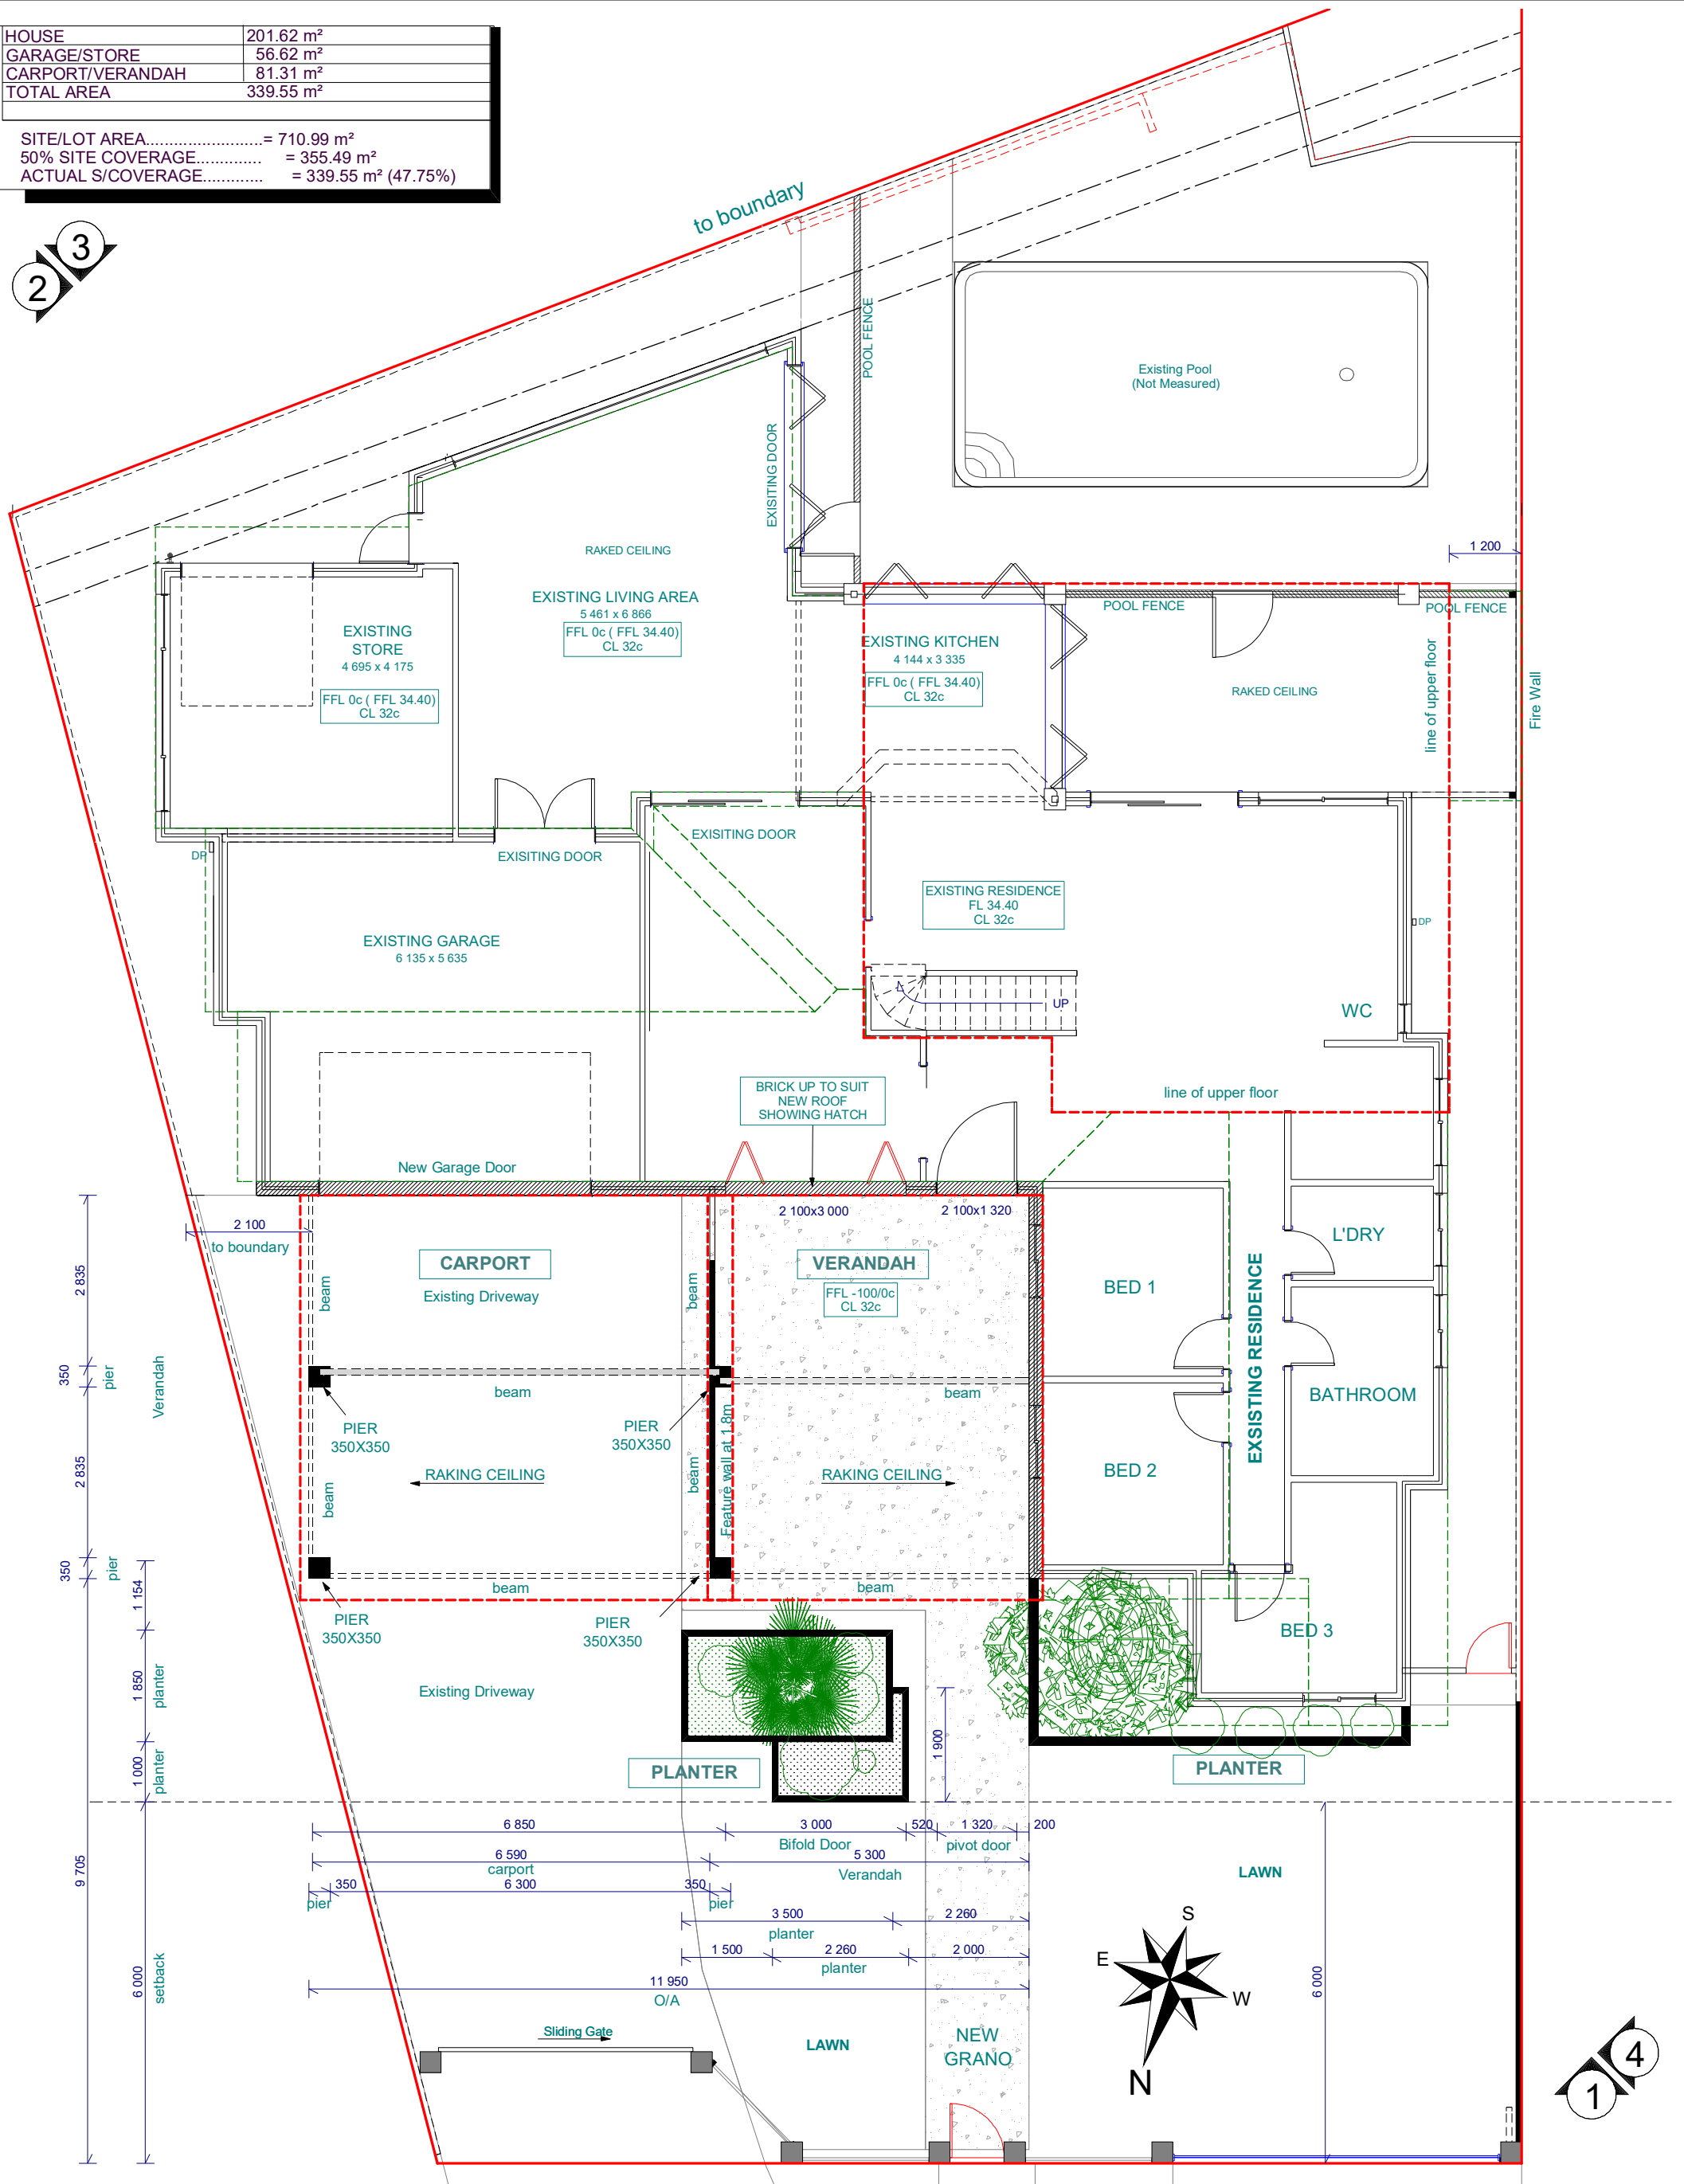 HOUSE 201.62 m²
GARAGE/STORE 56.62 m²
CARPORT/VERANDAH 81.31 m²
TOTAL AREA 339.55 m²
SITE/LOT AREA.........................= 710.99 m²
50% SITE COVERAGE.............. = 355.49 m²
ACTUAL S/COVERAGE............. = 339.55 m² (47.75%)
3
2
to boundary
POOL FENCE
Existing Pool
(Not Measured)
EXISITING DOOR
RAKED CEILING
1 200
EXISTING LIVING AREA
5 461 x 6 866
FFL 0c ( FFL 34.40)
CL 32c
EXISTING
STORE
4 695 x 4 175
FFL 0c ( FFL 34.40)
CL 32c
EXISTING KITCHEN
4 144 x 3 335
FFL 0c ( FFL 34.40)
CL 32c
POOL FENCE
POOL FENCE
RAKED CEILING
line of upper floor
Fire Wall
DP
EXISITING DOOR
EXISITING DOOR
EXISTING RESIDENCE
FL 34.40
CL 32c
DP
EXISTING GARAGE
6 135 x 5 635
UP
WC
BRICK UP TO SUIT
NEW ROOF
SHOWING HATCH
line of upper floor
New Garage Door
2 100
to boundary
2 100x3 000
2 100x1 320
CARPORT
Existing Driveway
VERANDAH
FFL -100/0c
CL 32c
beam
beam
BED 1
L'DRY
EXSISTING RESIDENCE
2 835
350
pier
Verandah
beam
beam
PIER
350X350
PIER
350X350
BATHROOM
RAKING CEILING
RAKING CEILING
beam
beam
Feature wall at 1.8m
BED 2
2 835
350
pier
1 154
beam
beam
PIER
350X350
PIER
350X350
BED 3
Existing Driveway
1 850
planter
1 900
1 000
planter
PLANTER
PLANTER
6 850
3 000
520
1 320
200
Bifold Door
pivot door
6 590
carport
5 300
Verandah
350
6 300
350
pier
pier
9 705
LAWN
3 500
planter
2 260
1 500
2 260
2 000
planter
11 950
O/A
6 000
setback
6 000
S
E
W
N
Sliding Gate
LAWN
NEW
GRANO
4
1